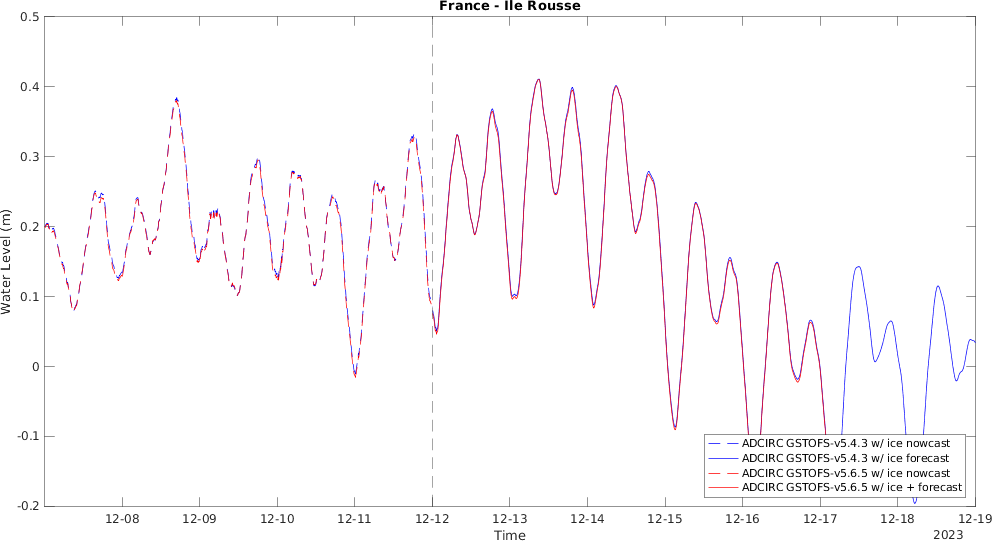 France - Ile Rousse
0.5
0.4
0.3
0.2
0.1
0
-0.1
-0.2
Water Level (m)
ADCIRC GSTOFS-v5.4.3 w/ ice nowcast
ADCIRC GSTOFS-v5.4.3 w/ ice forecast
ADCIRC GSTOFS-v5.6.5 w/ ice nowcast
ADCIRC GSTOFS-v5.6.5 w/ ice + forecast
12-08 12-09 12-10 12-11 12-12 12-13 12-14 12-15 12-16 12-17 12-18 12-19
Time
2023